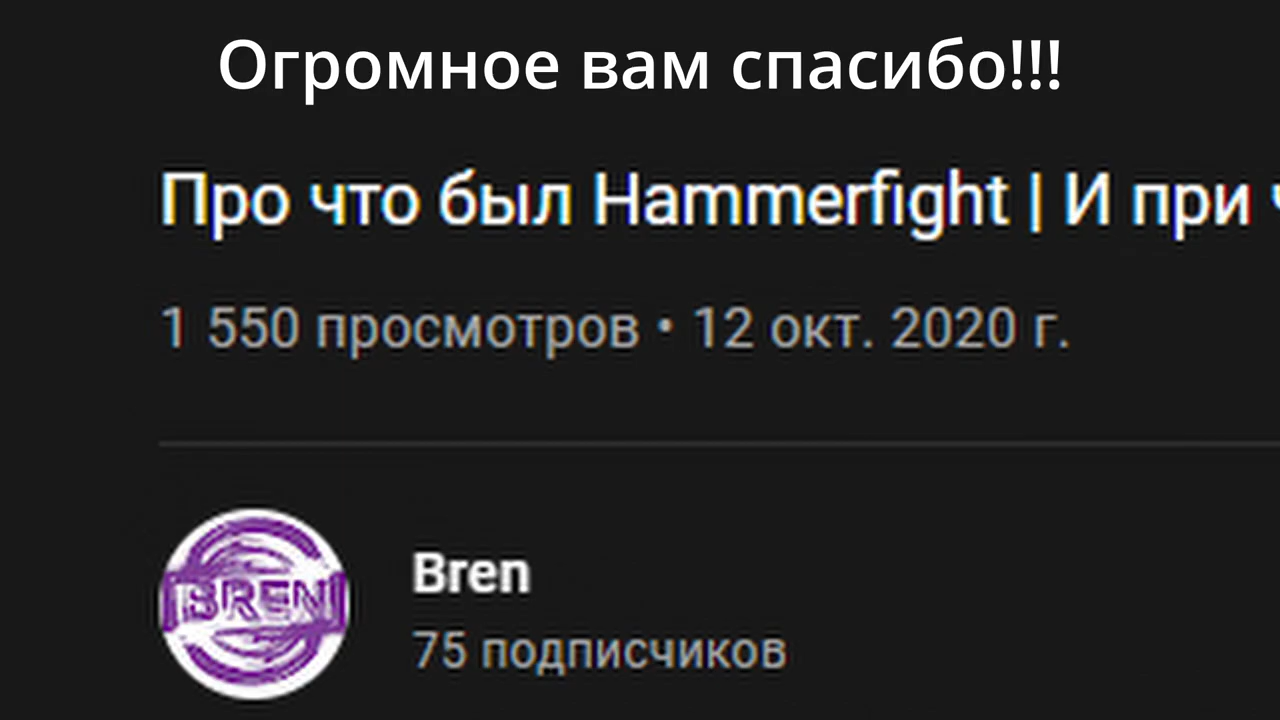 Огромное вам спасибо!!!
Про что был Hammerfight | И при
1 550 просмотров • 12 окт. 2020 г.
BREN
Bren
75 подписчиков